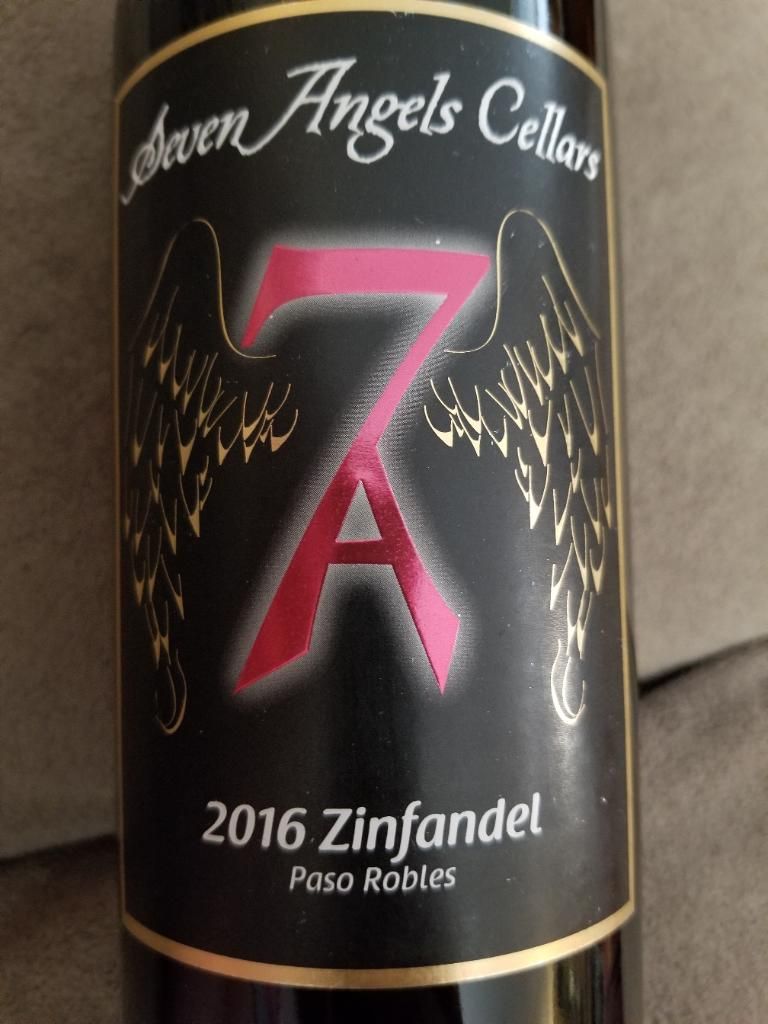 Seven Angels Cellars
7
A
2016 Zinfandel
Paso Robles